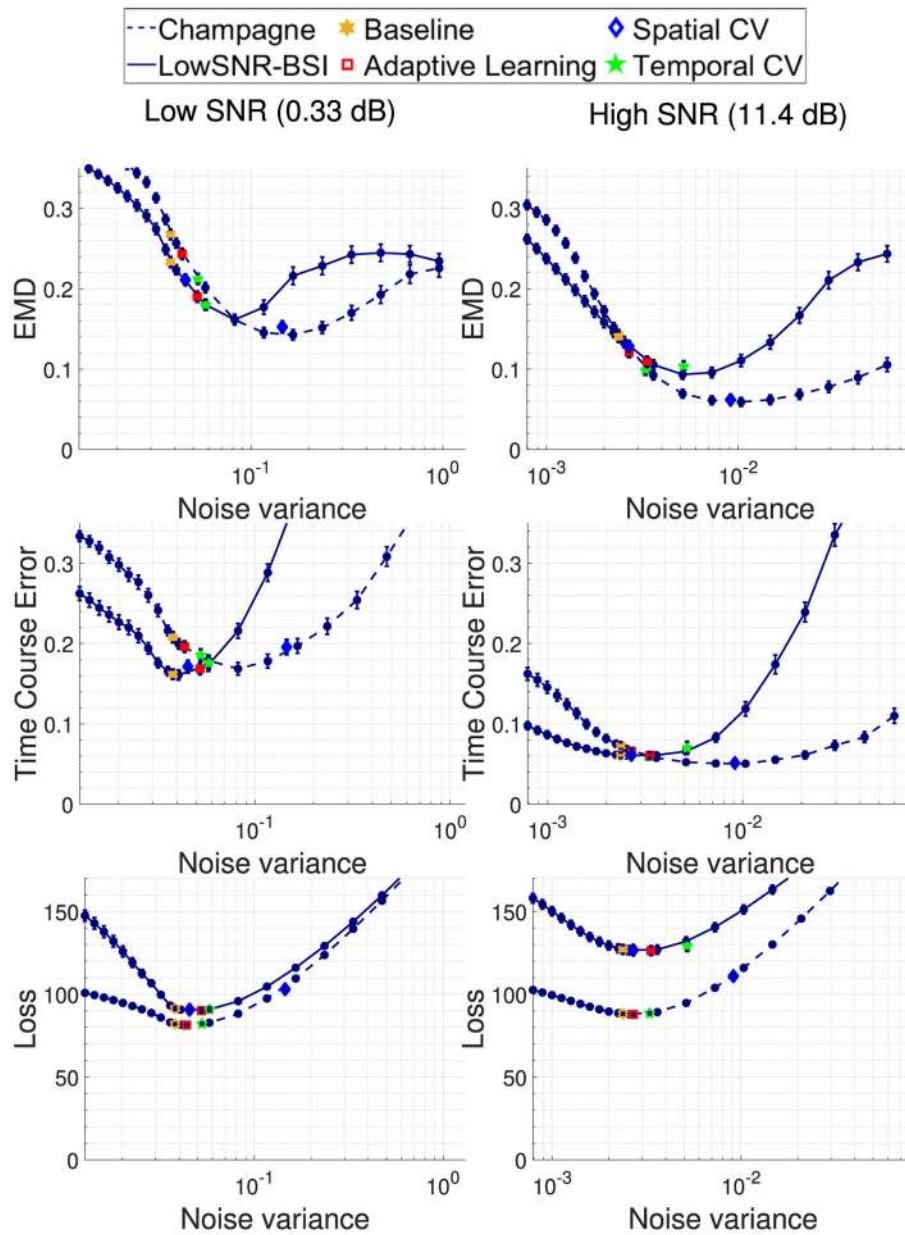 Champagne Baseline Spatial CV
LowSNR-BSI Adaptive Learning Temporal CV
Low SNR (0.33 dB) High SNR (11.4 dB)
EMD
0.3
0.2
0.1
0
10^-1 10^0
Noise variance
EMD
0.3
0.2
0.1
0
10^-3 10^-2
Noise variance
Time Course Error
0.3
0.2
0.1
0
10^-1 10^0
Noise variance
Time Course Error
0.3
0.2
0.1
0
10^-3 10^-2
Noise variance
Loss
150
100
50
0
10^-1 10^0
Noise variance
Loss
150
100
50
0
10^-3 10^-2
Noise variance